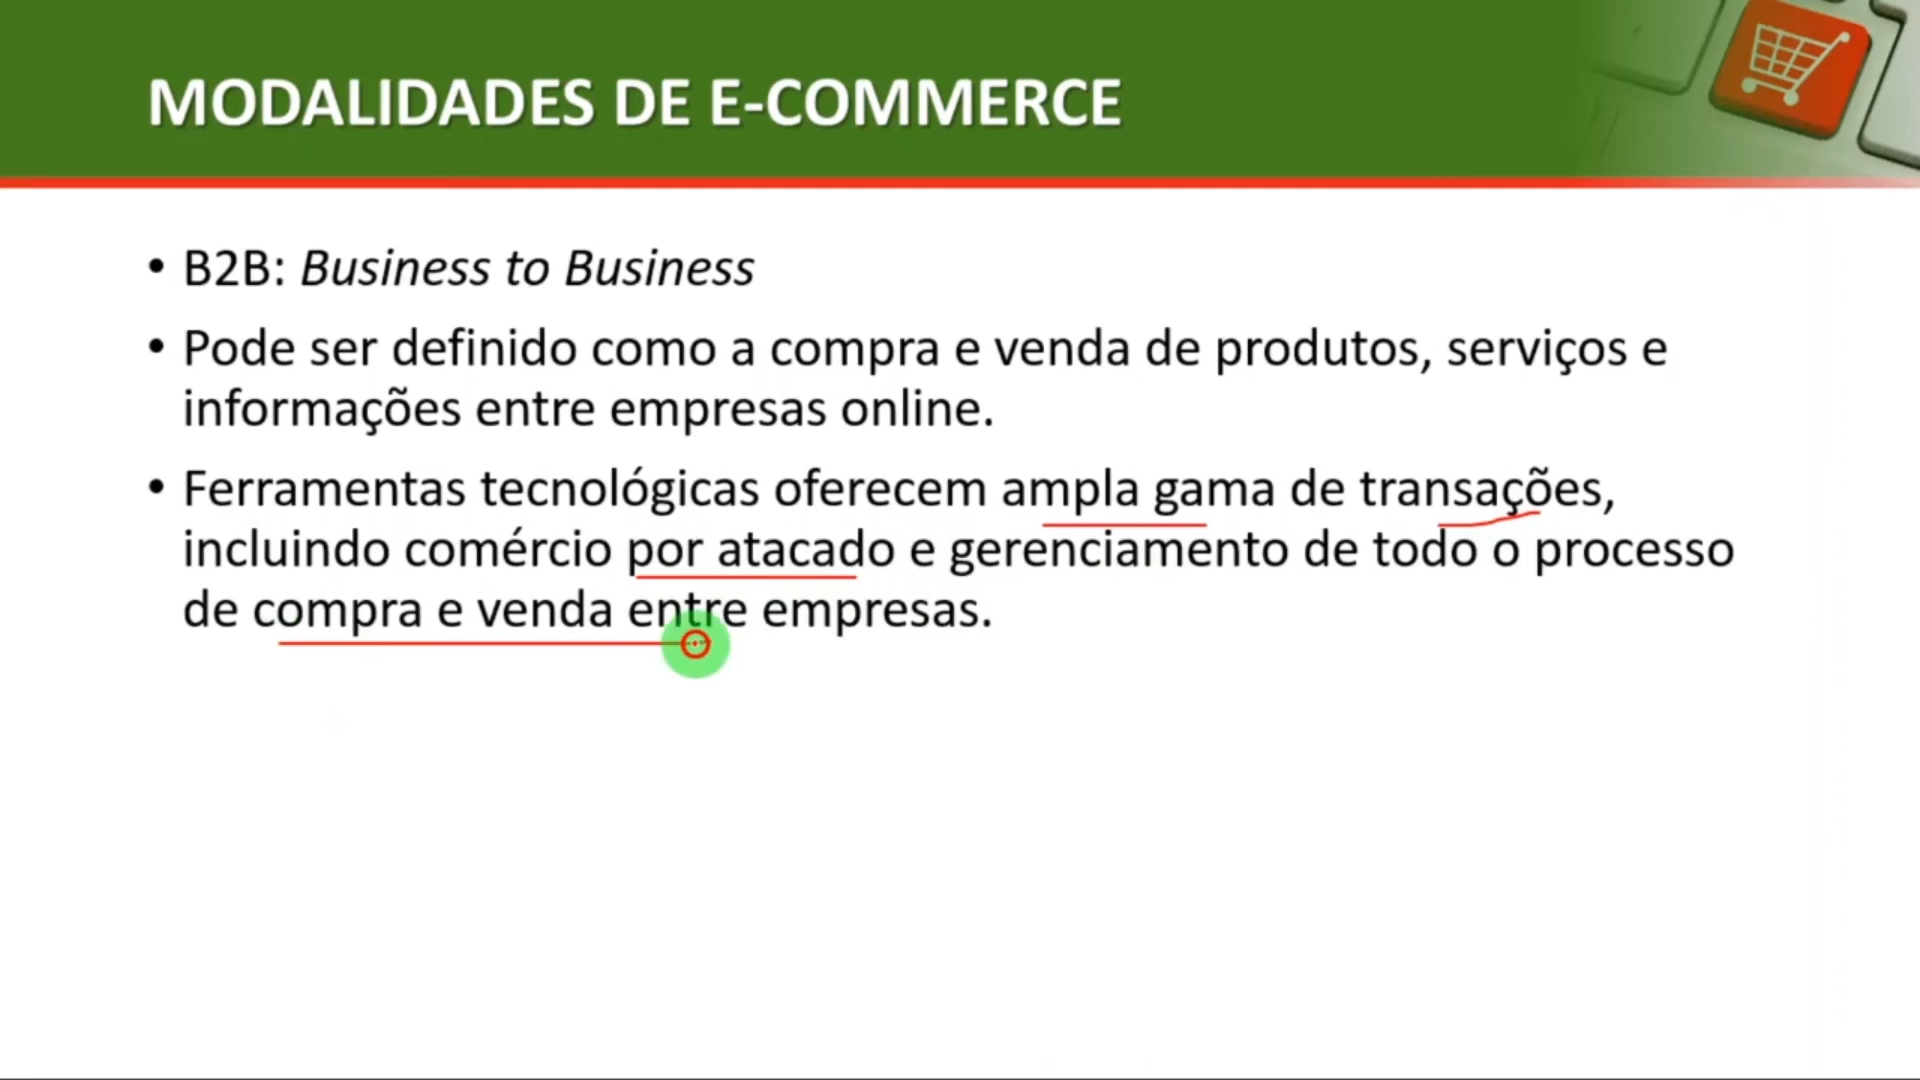 MODALIDADES DE E-COMMERCE
• B2B: Business to Business
• Pode ser definido como a compra e venda de produtos, serviços e
informações entre empresas online.
• Ferramentas tecnológicas oferecem ampla gama de transações,
incluindo comércio por atacado e gerenciamento de todo o processo
de compra e venda entre empresas.